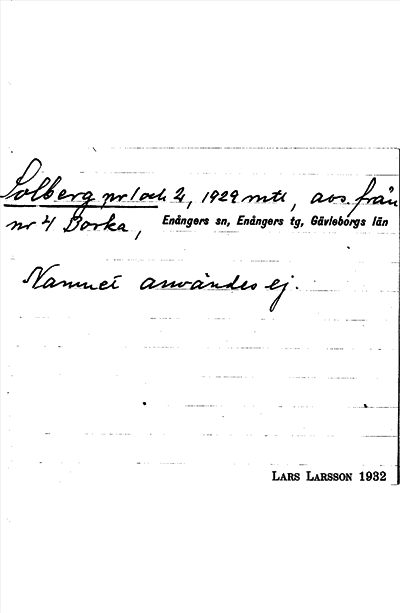 Solberg nr 1 och 2, 1929 mtl, avs. från
nr 4 Borka, Enångers sn, Enångers tg, Gävleborgs län
Namnet användes ej.
LARS LARSSON 1932